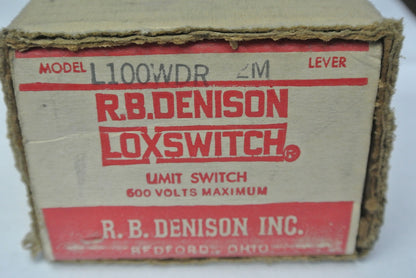 MODEL L100WDR 2M LEVER
R.B. DENISON
LOXSWITCH®
LIMIT SWITCH
600 VOLTS MAXIMUM
R. B. DENISON INC.
BEDFORD, OHIO